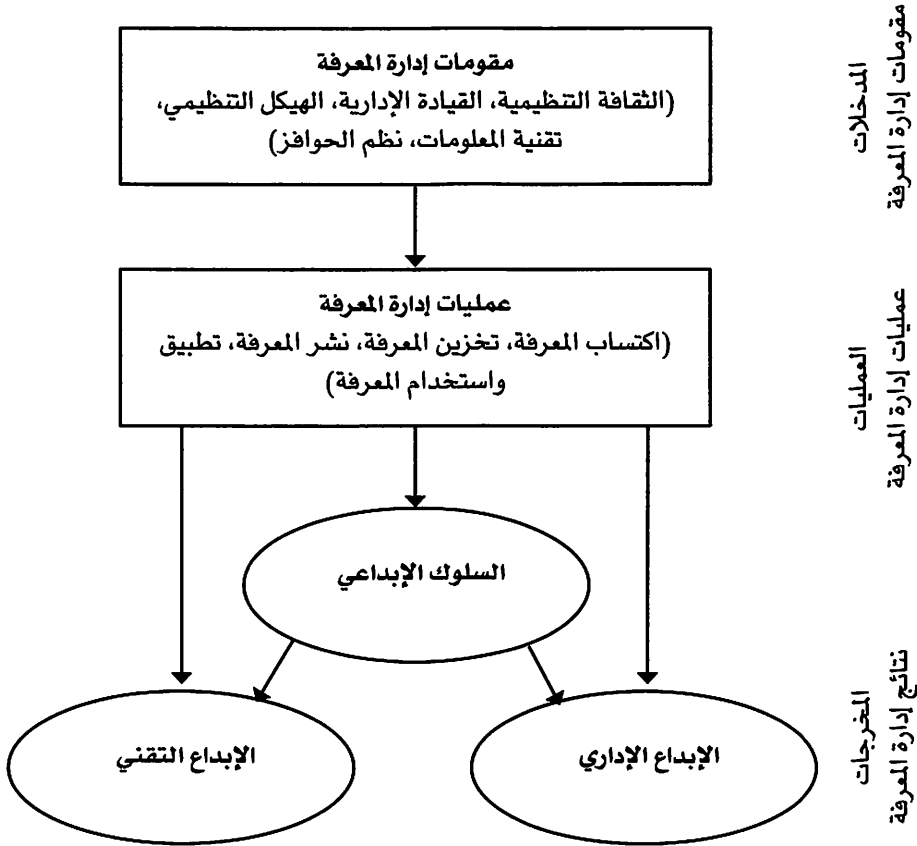 مقومات إدارة المعرفة
(الثقافة التنظيمية، القيادة الإدارية، الهيكل التنظيمي،
تقنية المعلومات، نظم الحوافز)
المدخلات
مقومات إدارة المعرفة
عمليات إدارة المعرفة
(اكتساب المعرفة، تخزين المعرفة، نشر المعرفة، تطبيق
واستخدام المعرفة)
العمليات
عمليات إدارة المعرفة
السلوك الإبداعي
الإبداع الإداري
الإبداع التقني
المخرجات
نتائج إدارة المعرفة